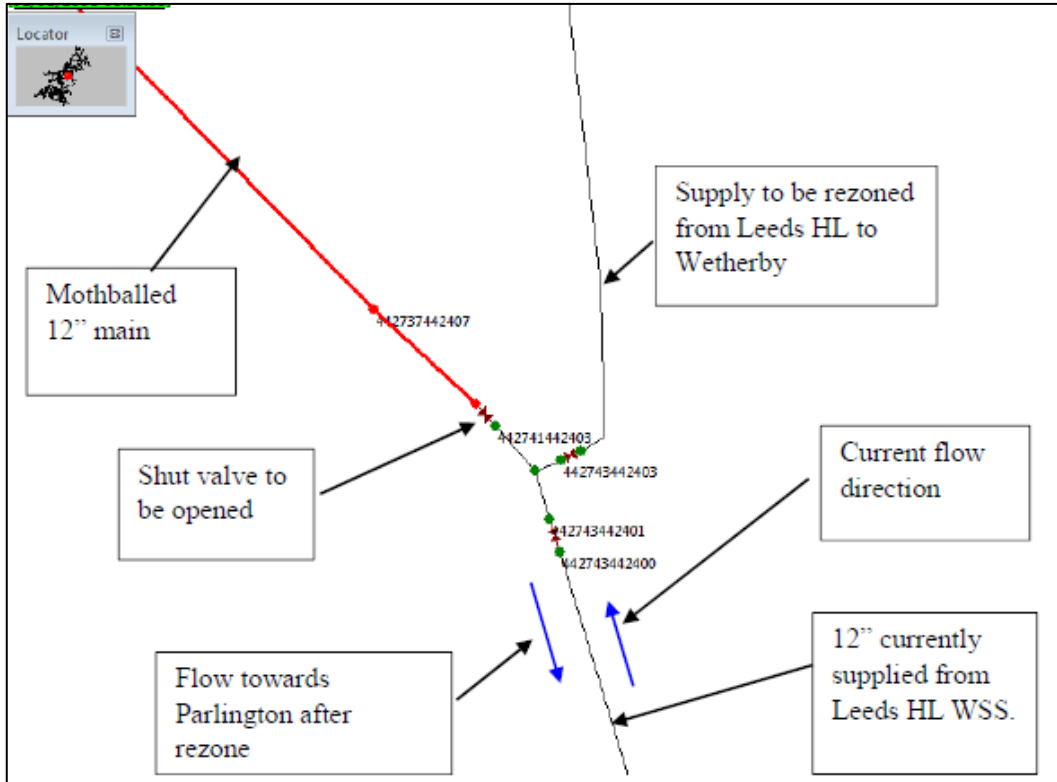 Locator
Supply to be rezoned
from Leeds HL to
Wetherby
Mothballed
12” main
442737442407
442741442403
442743442403
Shut valve to
be opened
Current flow
direction
442743442401
442743442400
12” currently
supplied from
Leeds HL WSS.
Flow towards
Parlington after
rezone